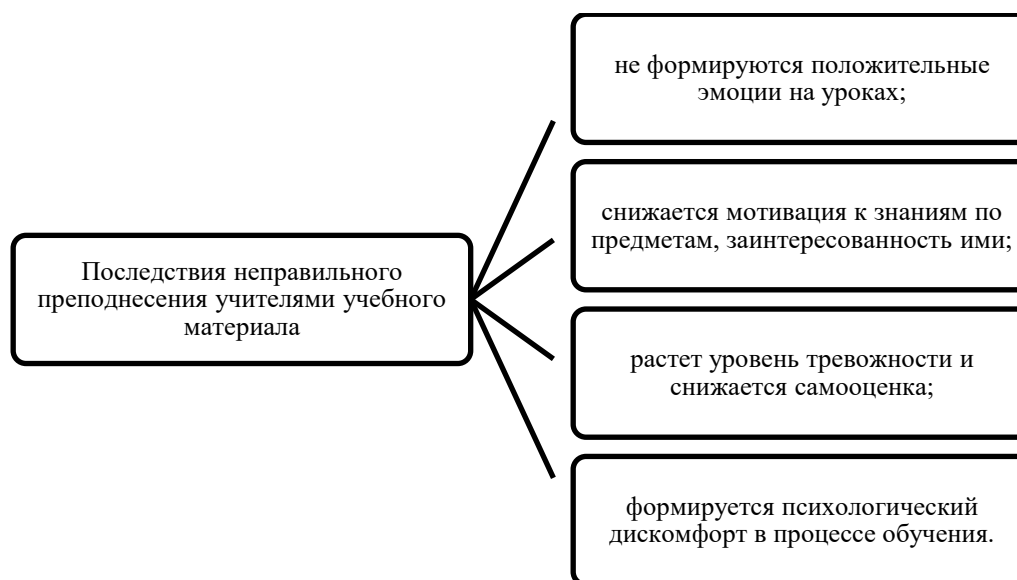 Последствия неправильного
преподнесения учителями учебного
материала
не формируются положительные
эмоции на уроках;
снижается мотивация к знаниям по
предметам, заинтересованность ими;
растет уровень тревожности и
снижается самооценка;
формируется психологический
дискомфорт в процессе обучения.